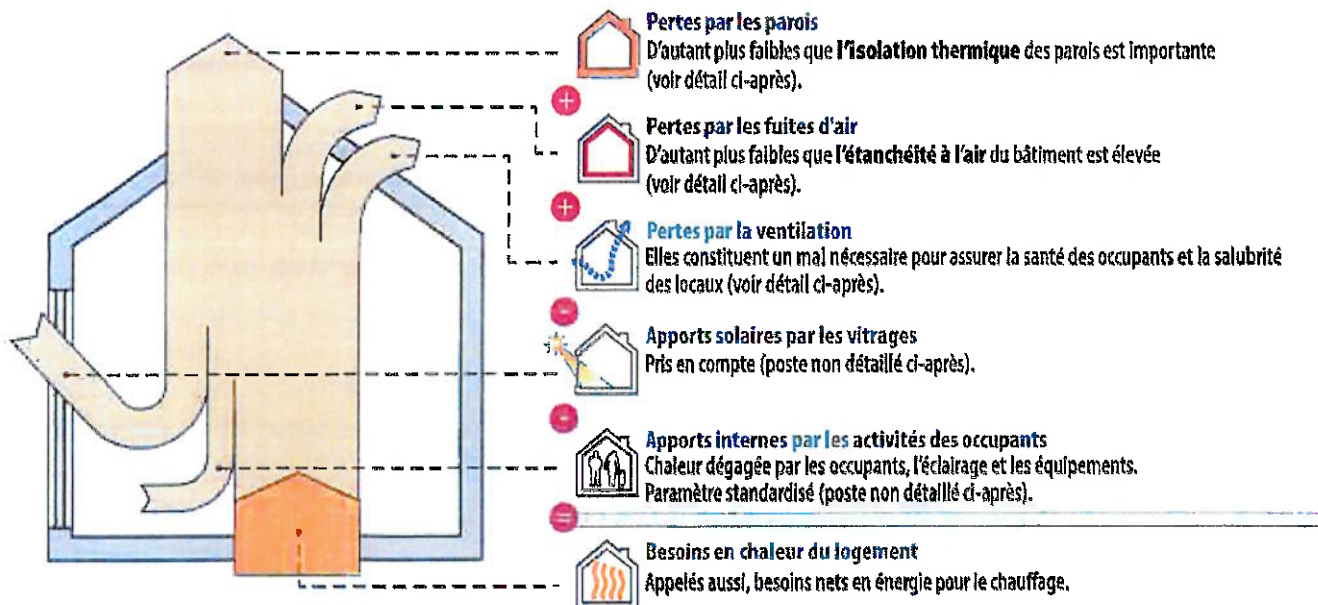 Pertes par les parois
D'autant plus faibles que l'isolation thermique des parois est importante
(voir détail ci-après).
+
Pertes par les fuites d'air
D'autant plus faibles que l'étanchéité à l'air du bâtiment est élevée
(voir détail ci-après).
+
Pertes par la ventilation
Elles constituent un mal nécessaire pour assurer la santé des occupants et la salubrité
des locaux (voir détail ci-après).
-
Apports solaires par les vitrages
Pris en compte (poste non détaillé ci-après).
-
Apports internes par les activités des occupants
Chaleur dégagée par les occupants, l'éclairage et les équipements.
Paramètre standardisé (poste non détaillé ci-après).
=
Besoins en chaleur du logement
Appelés aussi, besoins nets en énergie pour le chauffage.